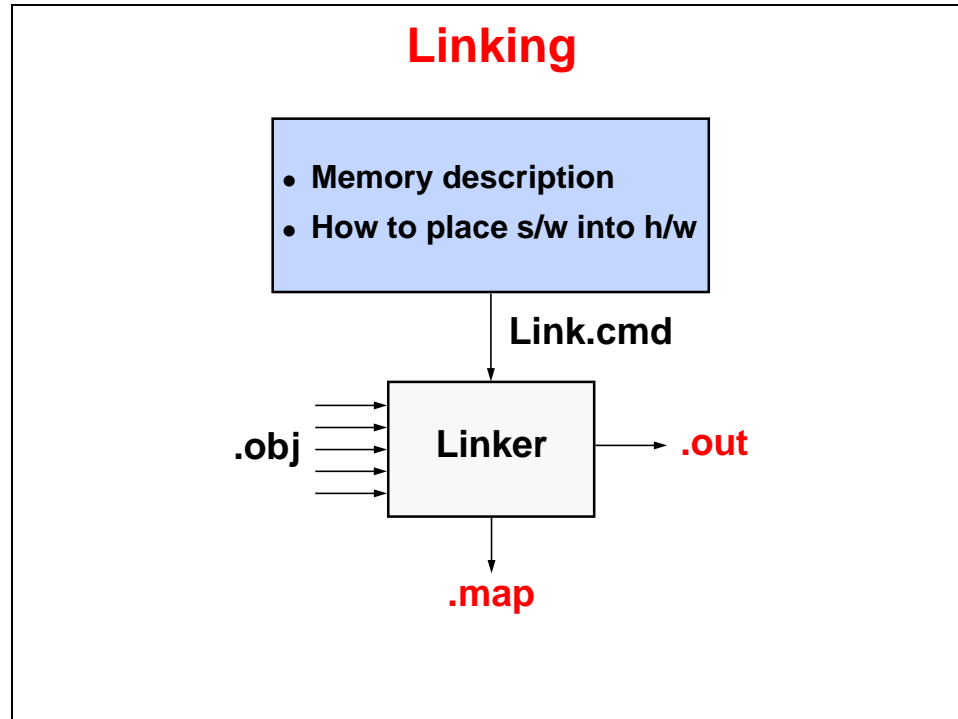 Linking
• Memory description
• How to place s/w into h/w
Link.cmd
.obj
Linker
.out
.map